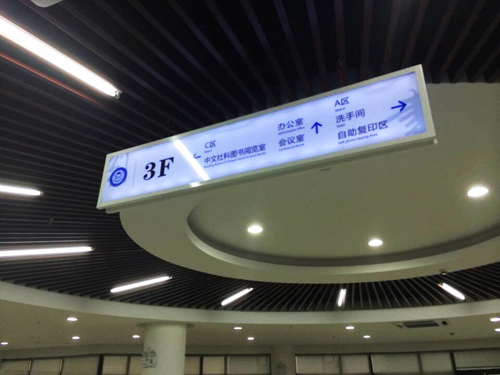 3F
C区
中文社科图书阅览室
办公室
会议室
A区
洗手间
自助复印区